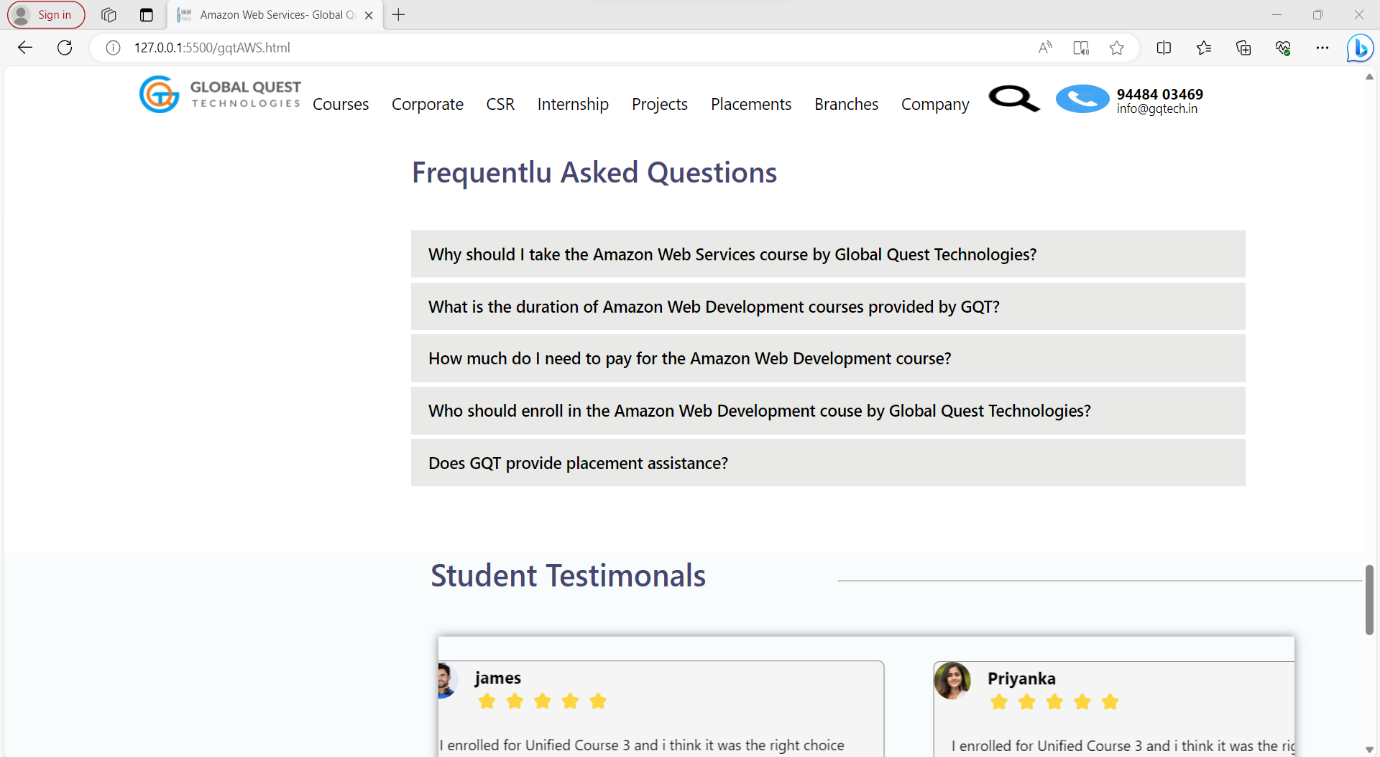 Sign in
Amazon Web Services- Global Q
127.0.0.1:5500/gqtAWS.html
GLOBAL QUEST
TECHNOLOGIES
Courses Corporate CSR Internship Projects Placements Branches Company
94484 03469
info@gqtech.in
Frequentlu Asked Questions
Why should I take the Amazon Web Services course by Global Quest Technologies?
What is the duration of Amazon Web Development courses provided by GQT?
How much do I need to pay for the Amazon Web Development course?
Who should enroll in the Amazon Web Development couse by Global Quest Technologies?
Does GQT provide placement assistance?
Student Testimonals
james
I enrolled for Unified Course 3 and i think it was the right choice
Priyanka
I enrolled for Unified Course 3 and i think it was the